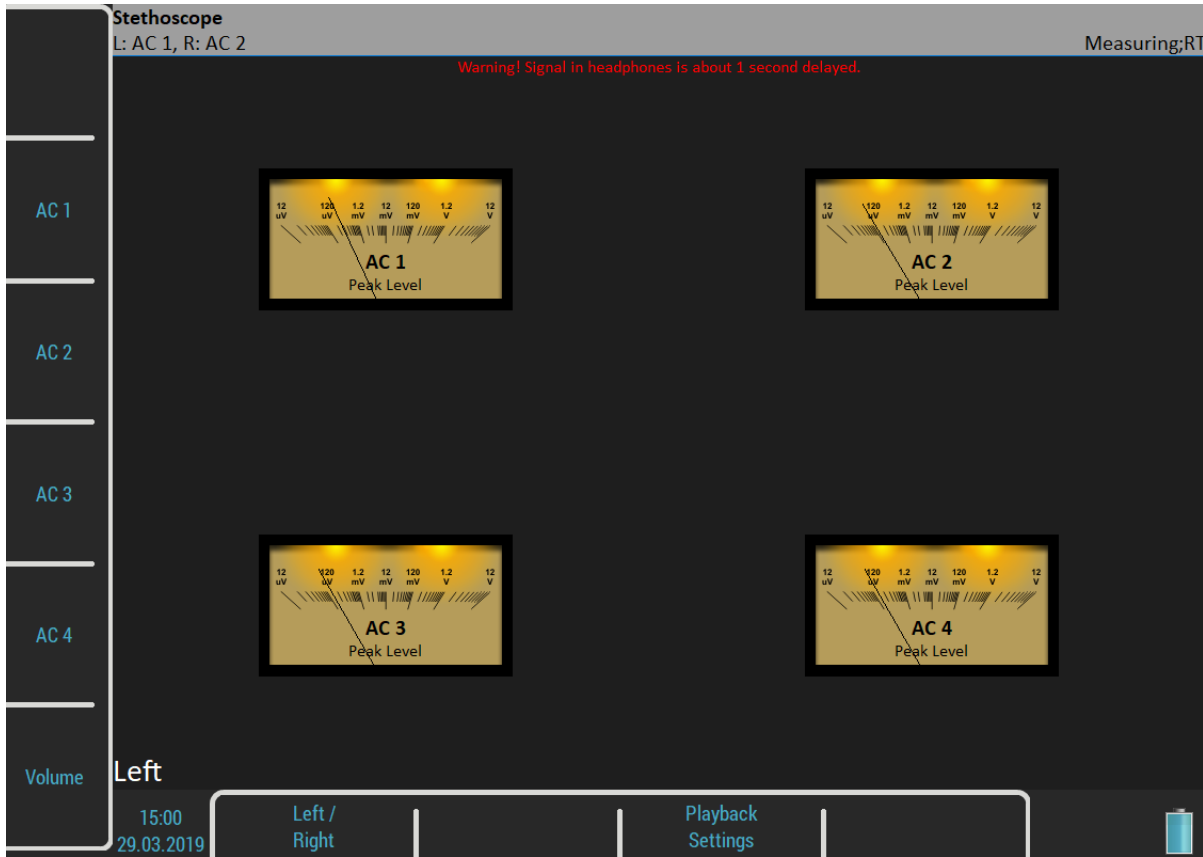 Stethoscope
L: AC 1, R: AC 2
Measuring;RT
Warning! Signal in headphones is about 1 second delayed.
AC 1
AC 2
AC 3
AC 4
Volume
12 120 1.2 12 120 1.2 12
uV uV mV mV mV V V
AC 1
Peak Level
12 120 1.2 12 120 1.2 12
uV uV mV mV mV V V
AC 2
Peak Level
12 120 1.2 12 120 1.2 12
uV uV mV mV mV V V
AC 3
Peak Level
12 120 1.2 12 120 1.2 12
uV uV mV mV mV V V
AC 4
Peak Level
Left
15:00
29.03.2019
Left /
Right
Playback
Settings